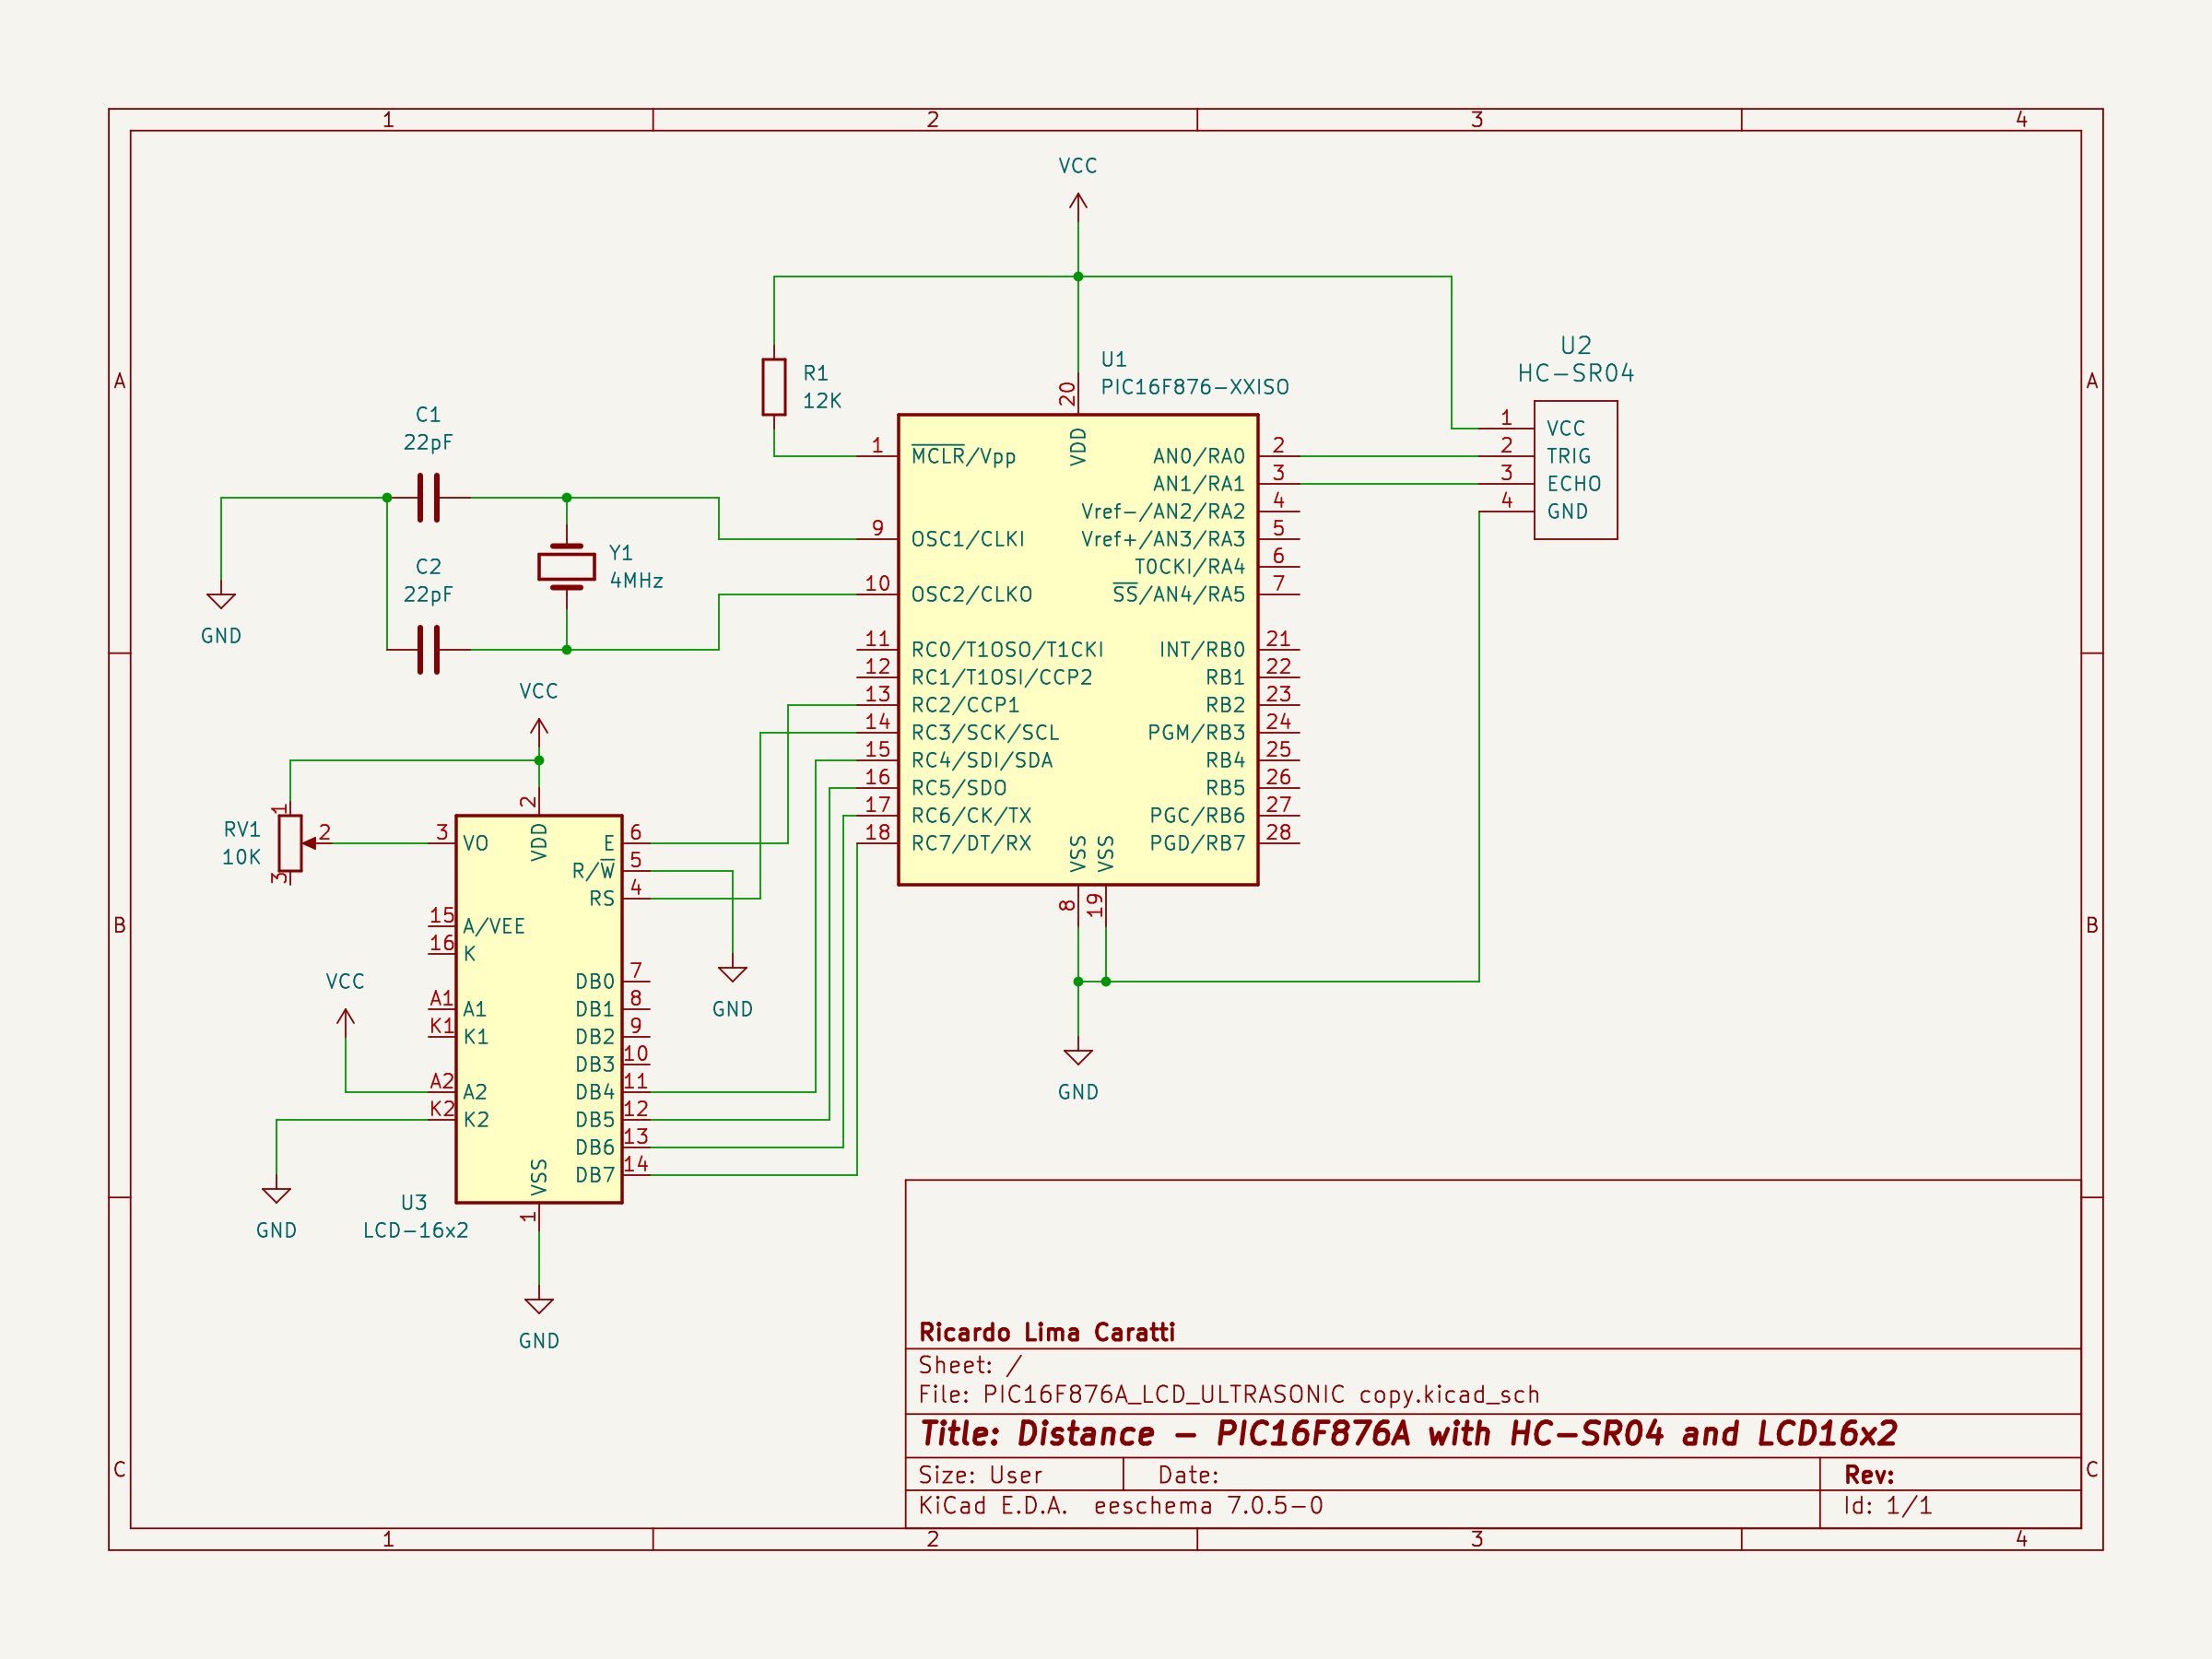 1 2 3 4
A
B
C
A
B
C
VCC
R1
12K
U1
PIC16F876-XXISO
U2
HC-SR04
1 VCC
2 TRIG
3 ECHO
4 GND
C1
22pF
C2
22pF
Y1
4MHz
GND
20
VDD
1 MCLR/Vpp
9 OSC1/CLKI
10 OSC2/CLKO
11 RC0/T1OSO/T1CKI
12 RC1/T1OSI/CCP2
13 RC2/CCP1
14 RC3/SCK/SCL
15 RC4/SDI/SDA
16 RC5/SDO
17 RC6/CK/TX
18 RC7/DT/RX
AN0/RA0 2
AN1/RA1 3
Vref-/AN2/RA2 4
Vref+/AN3/RA3 5
T0CKI/RA4 6
SS/AN4/RA5 7
INT/RB0 21
RB1 22
RB2 23
PGM/RB3 24
RB4 25
RB5 26
PGC/RB6 27
PGD/RB7 28
VSS VSS
8 19
GND
VCC
RV1
10K
1
2
3
2
VDD
3 VO
15 A/VEE
16 K
A1 A1
K1 K1
A2 A2
K2 K2
E 6
R/W 5
RS 4
DB0 7
DB1 8
DB2 9
DB3 10
DB4 11
DB5 12
DB6 13
DB7 14
VSS
1
VCC
GND
GND
U3
LCD-16x2
GND
Ricardo Lima Caratti
Sheet: /
File: PIC16F876A_LCD_ULTRASONIC copy.kicad_sch
Title: Distance - PIC16F876A with HC-SR04 and LCD16x2
Size: User Date: Rev:
KiCad E.D.A. eeschema 7.0.5-0 Id: 1/1
1 2 3 4